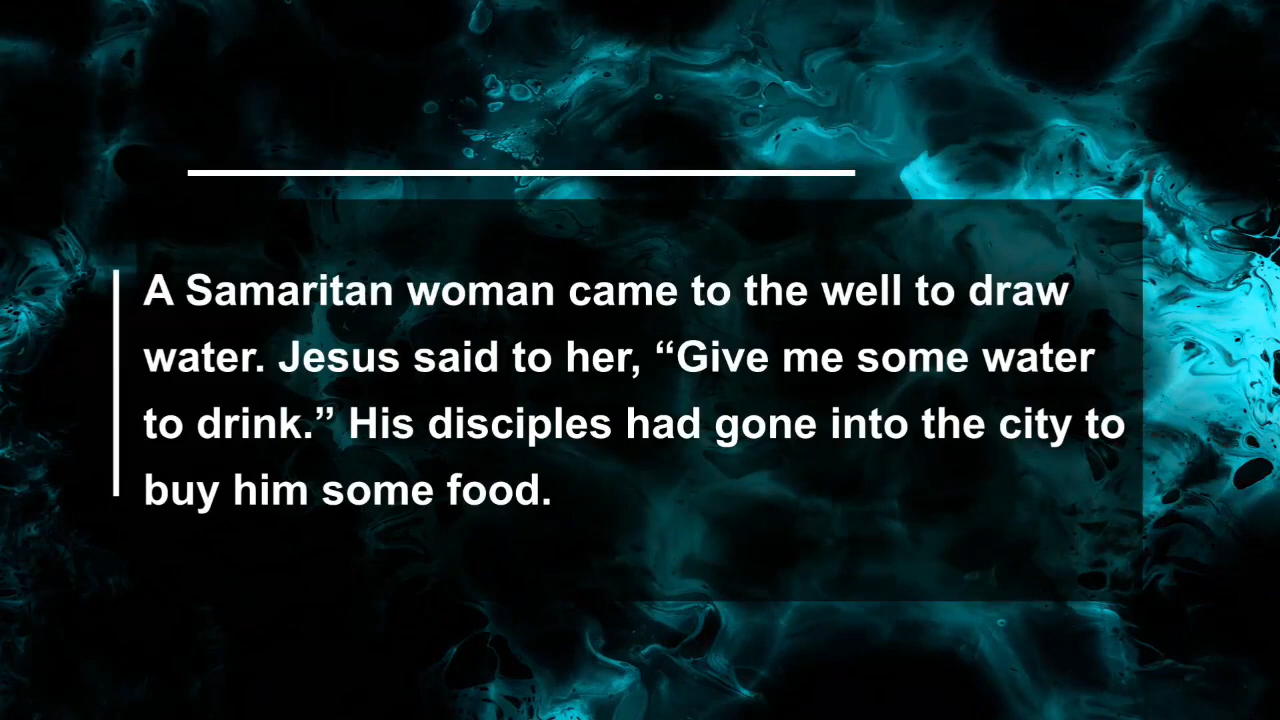 A Samaritan woman came to the well to draw
water. Jesus said to her, “Give me some water
to drink.” His disciples had gone into the city to
buy him some food.